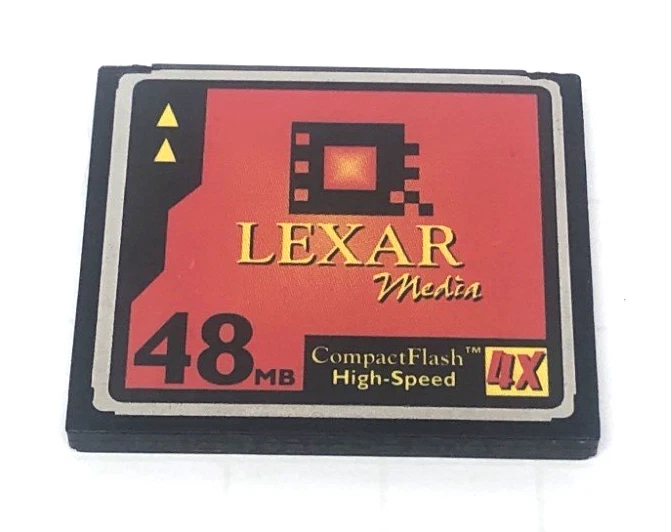 LEXAR
Media
48MB
CompactFlash™
High-Speed
4X